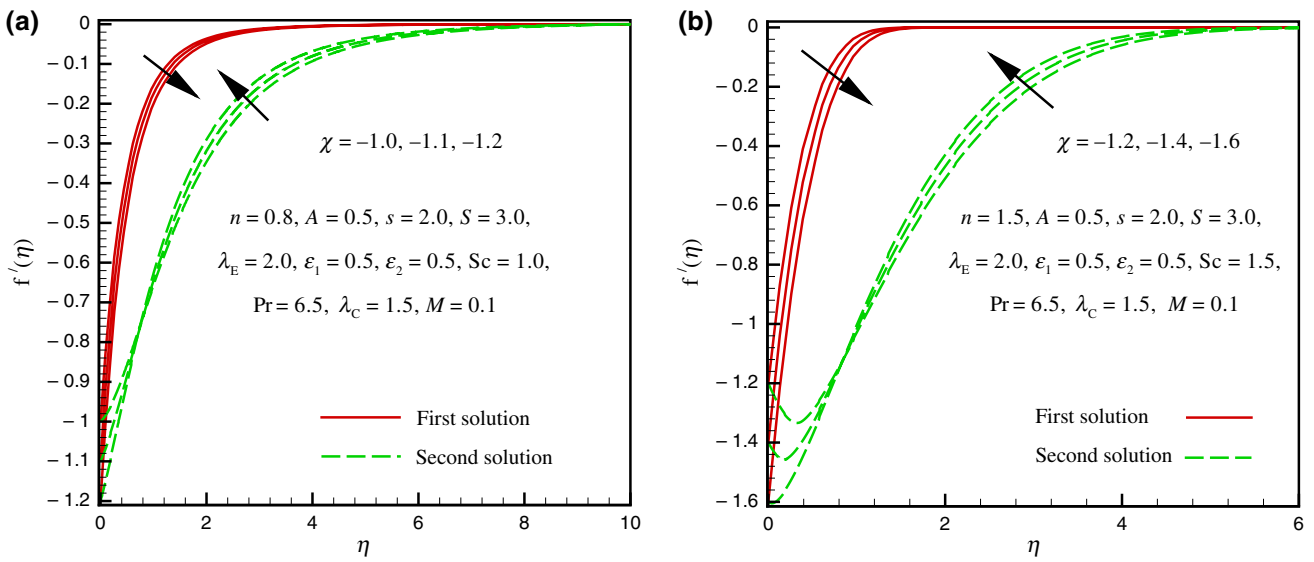 (a)
0
– 0.1
– 0.2
– 0.3
– 0.4
– 0.5
– 0.6
– 0.7
– 0.8
– 0.9
– 1
– 1.1
– 1.2
f ′(η)
χ = –1.0, –1.1, –1.2
n = 0.8, A = 0.5, s = 2.0, S = 3.0,
λE = 2.0, ε1 = 0.5, ε2 = 0.5, Sc = 1.0,
Pr = 6.5, λC = 1.5, M = 0.1
First solution
Second solution
0 2 4 6 8 10
η
(b)
0
– 0.2
– 0.4
– 0.6
– 0.8
– 1
– 1.2
– 1.4
– 1.6
f ′(η)
χ = –1.2, –1.4, –1.6
n = 1.5, A = 0.5, s = 2.0, S = 3.0,
λE = 2.0, ε1 = 0.5, ε2 = 0.5, Sc = 1.5,
Pr = 6.5, λC = 1.5, M = 0.1
First solution
Second solution
0 2 4 6
η